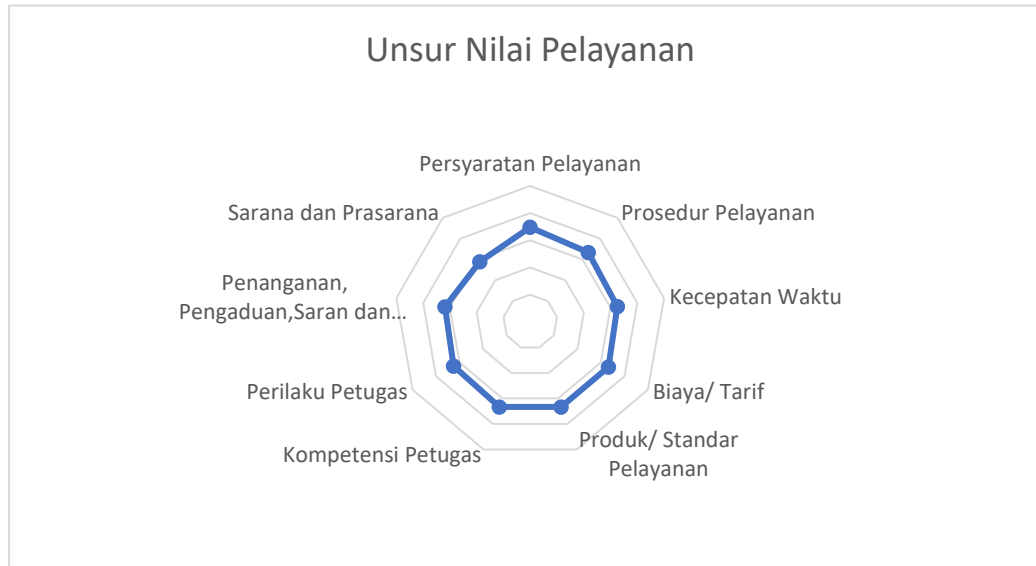 Unsur Nilai Pelayanan
Persyaratan Pelayanan
Prosedur Pelayanan
Kecepatan Waktu
Biaya/ Tarif
Produk/ Standar
Pelayanan
Kompetensi Petugas
Perilaku Petugas
Penanganan,
Pengaduan,Saran dan...
Sarana dan Prasarana